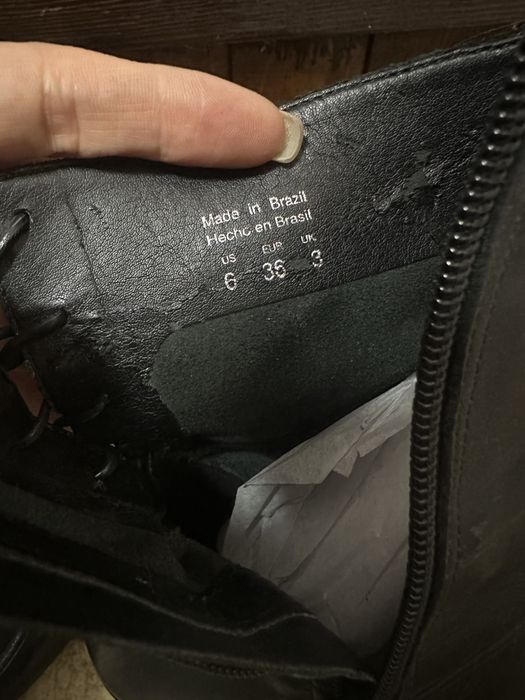 Made in Brazil
Hecho en Brasil
US EUR UK
6 36 3